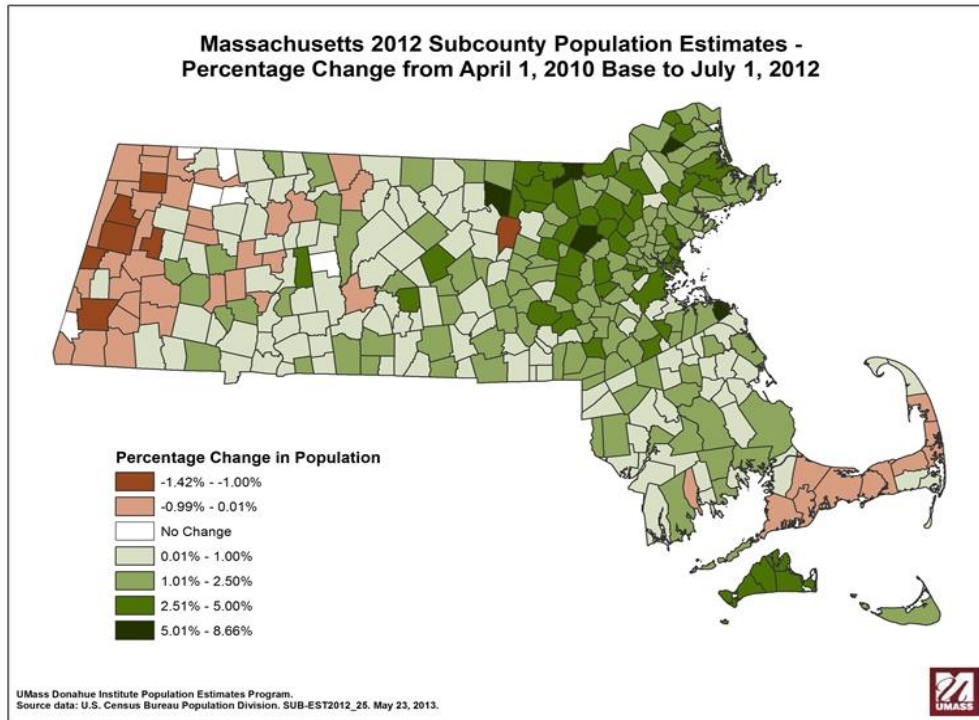 Massachusetts 2012 Subcounty Population Estimates -
Percentage Change from April 1, 2010 Base to July 1, 2012
Percentage Change in Population
-1.42% - -1.00%
-0.99% - 0.01%
No Change
0.01% - 1.00%
1.01% - 2.50%
2.51% - 5.00%
5.01% - 8.66%
UMass Donahue Institute Population Estimates Program.
Source data: U.S. Census Bureau Population Division. SUB-EST2012_25. May 23, 2013.
UMASS